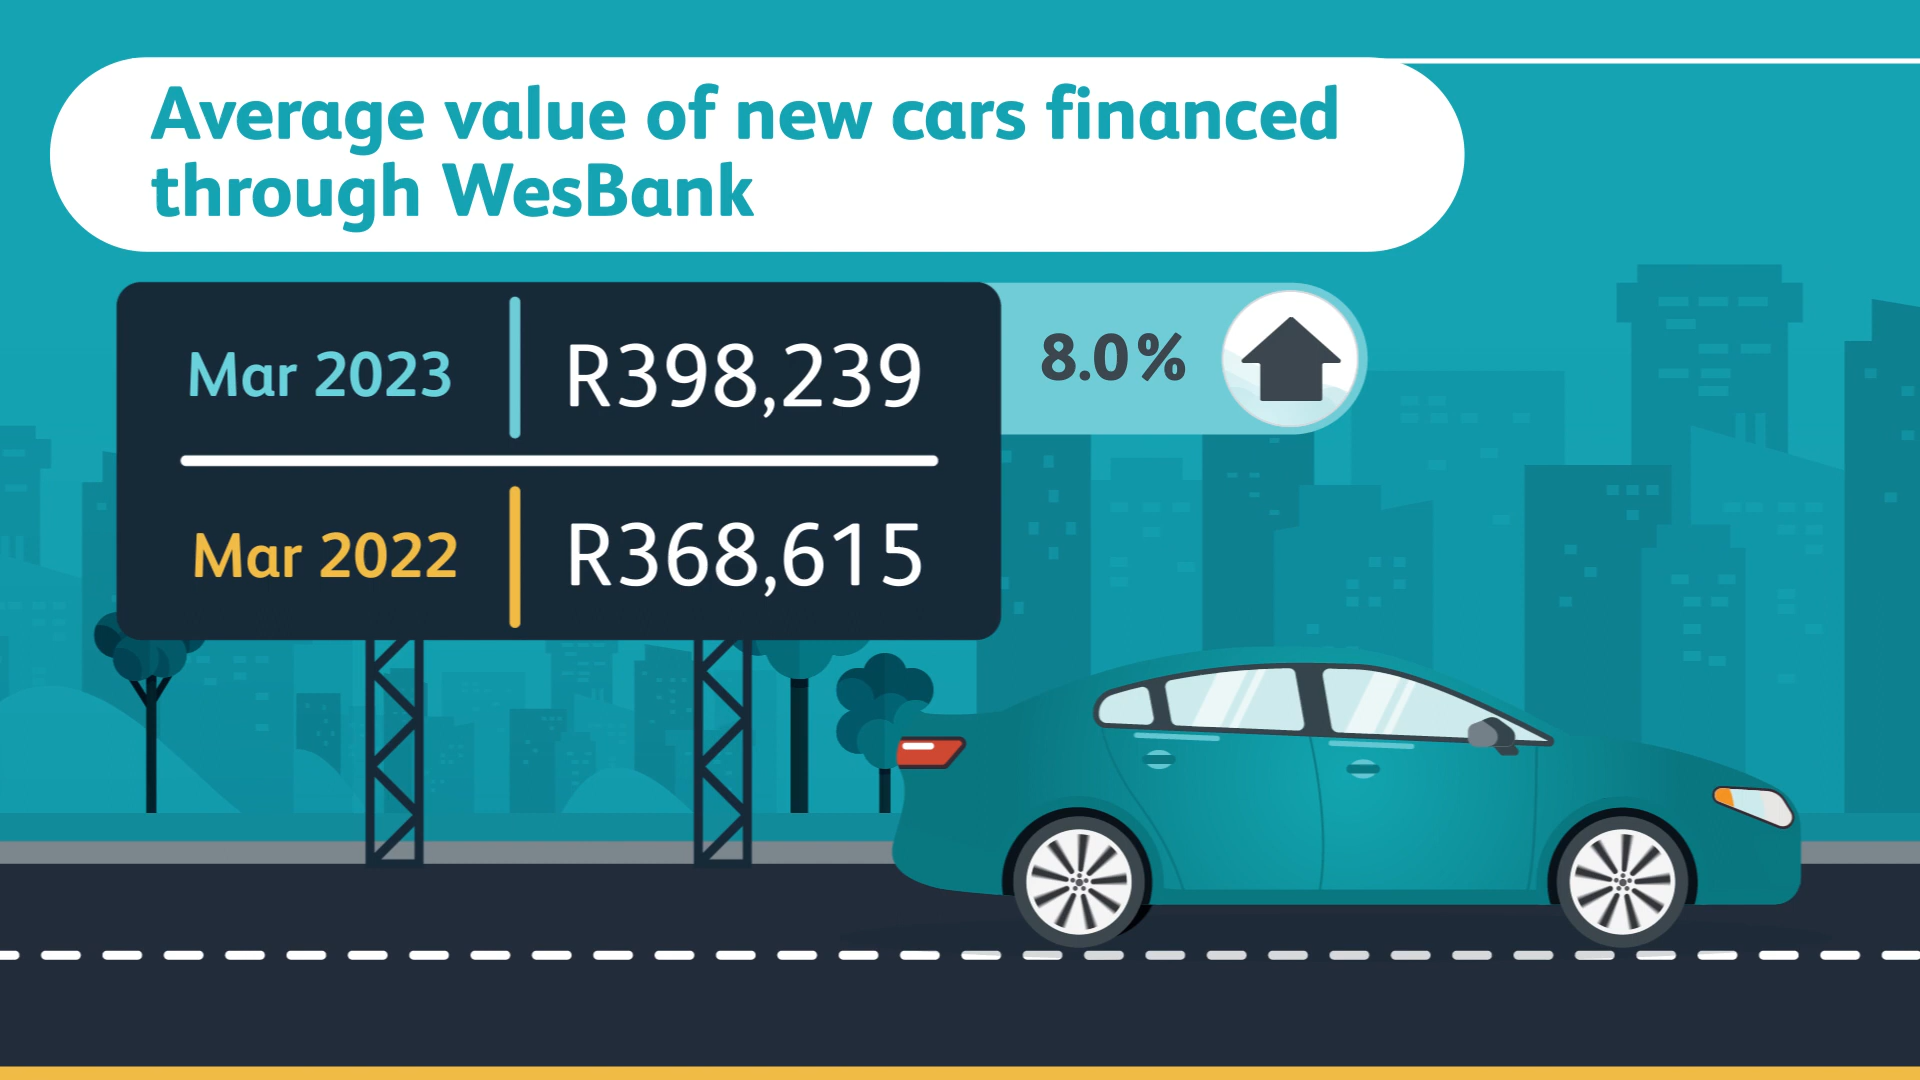 Average value of new cars financed
through WesBank
Mar 2023
R398,239
8.0%
Mar 2022
R368,615